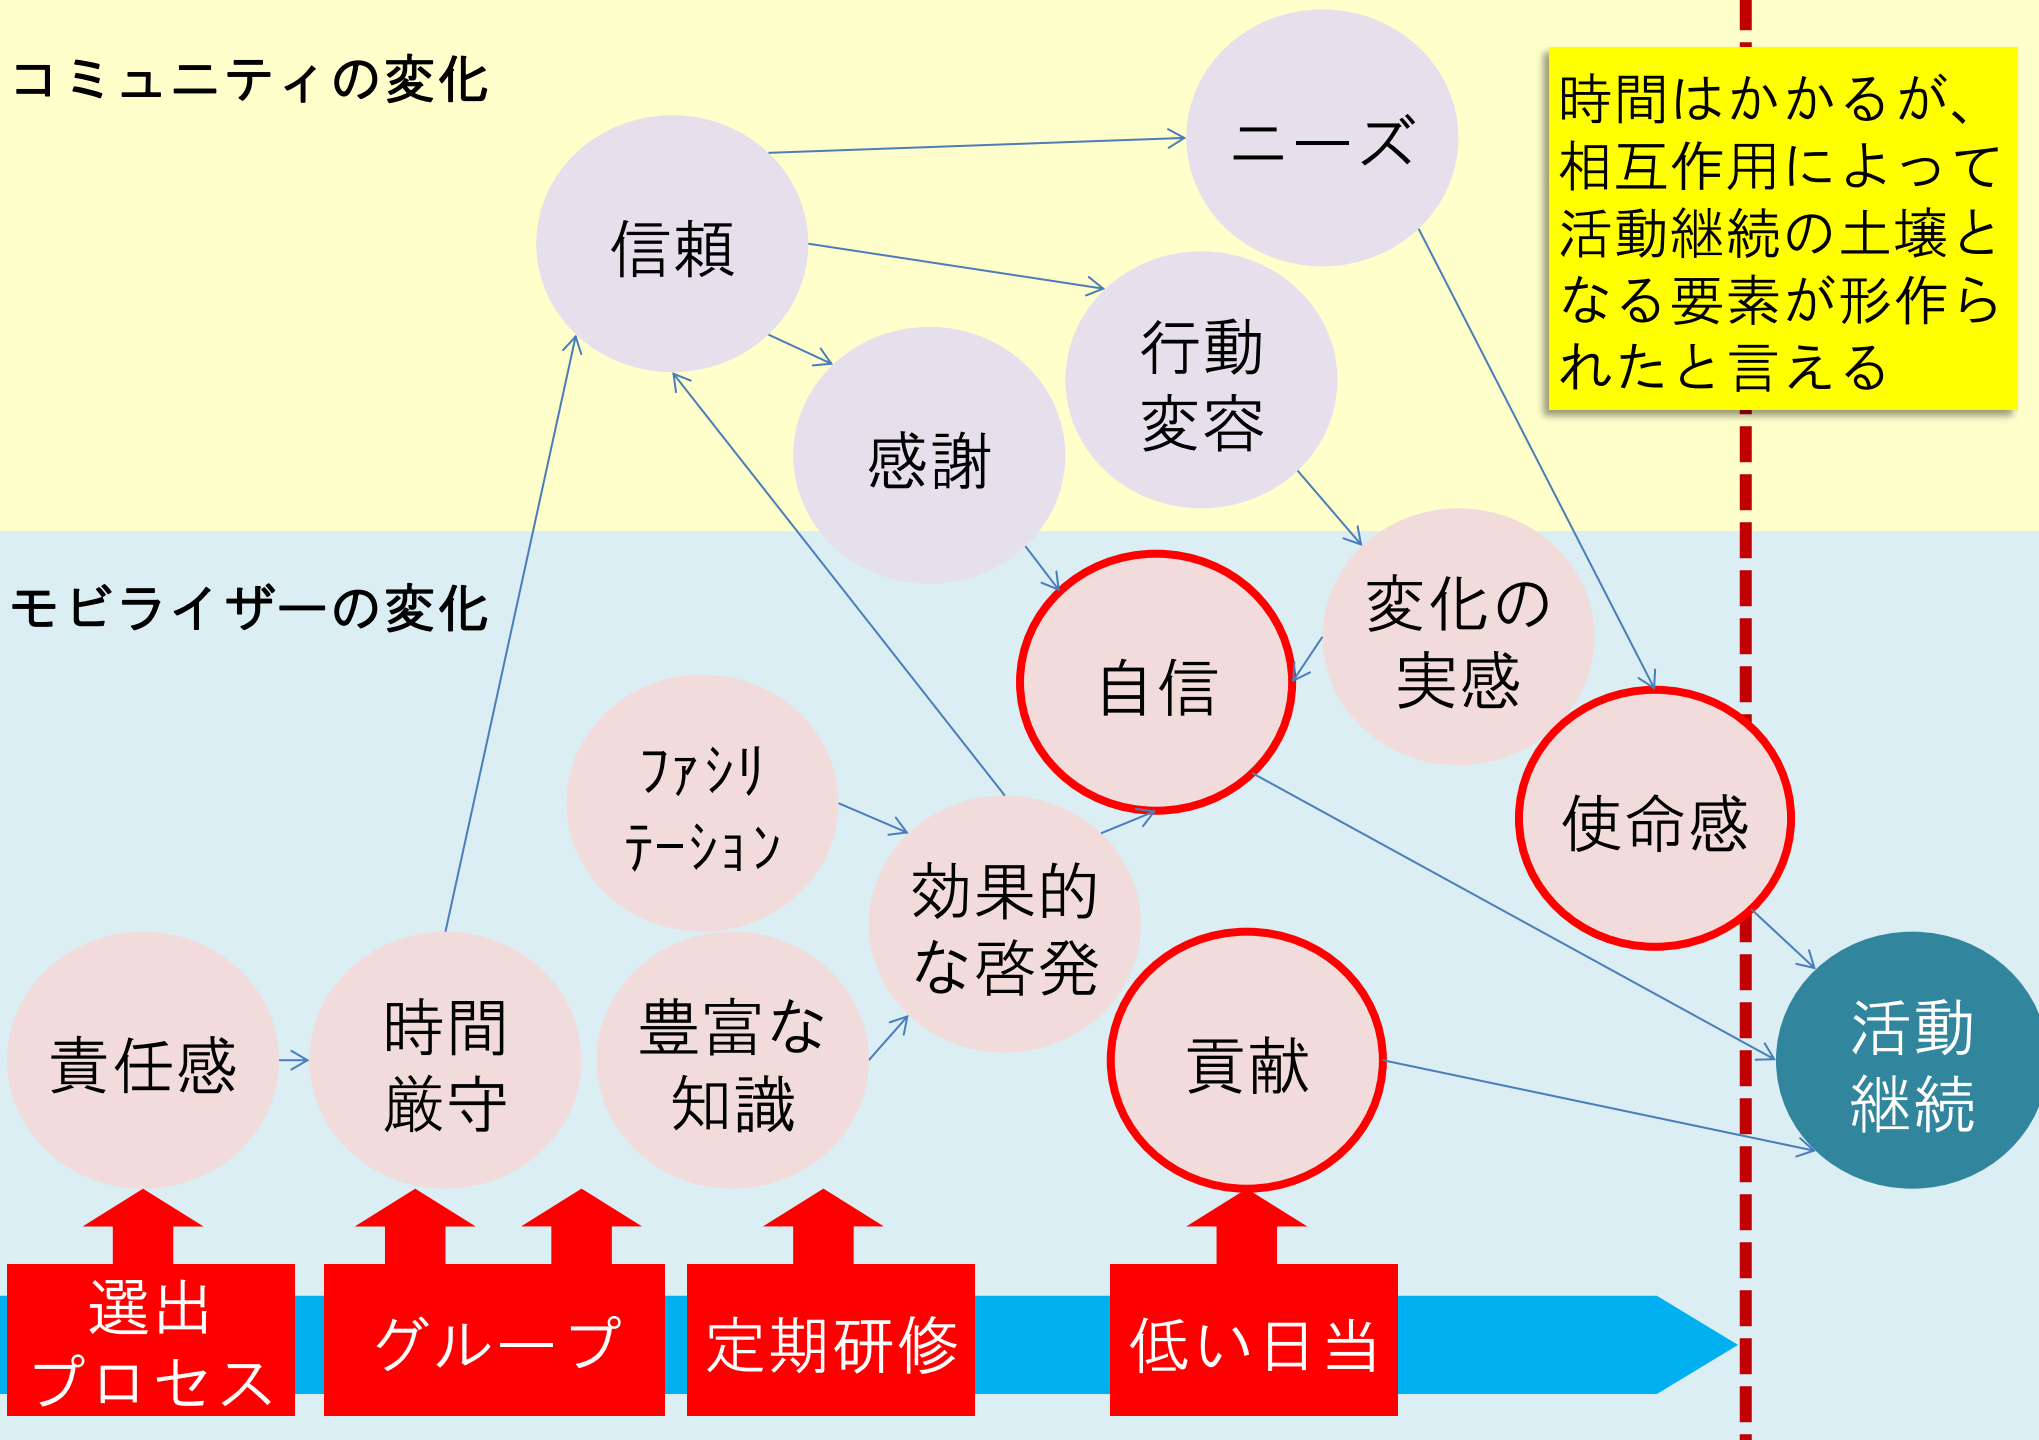 コミュニティの変化
時間はかかるが、
相互作用によって
活動継続の土壌と
なる要素が形作ら
れたと言える
ニーズ
信頼
行動
変容
感謝
モビライザーの変化
変化の
実感
自信
ﾌｧｼﾘ
ﾃｰｼｮﾝ
使命感
効果的
な啓発
責任感
時間
厳守
豊富な
知識
貢献
活動
継続
選出
プロセス
グループ
定期研修
低い日当